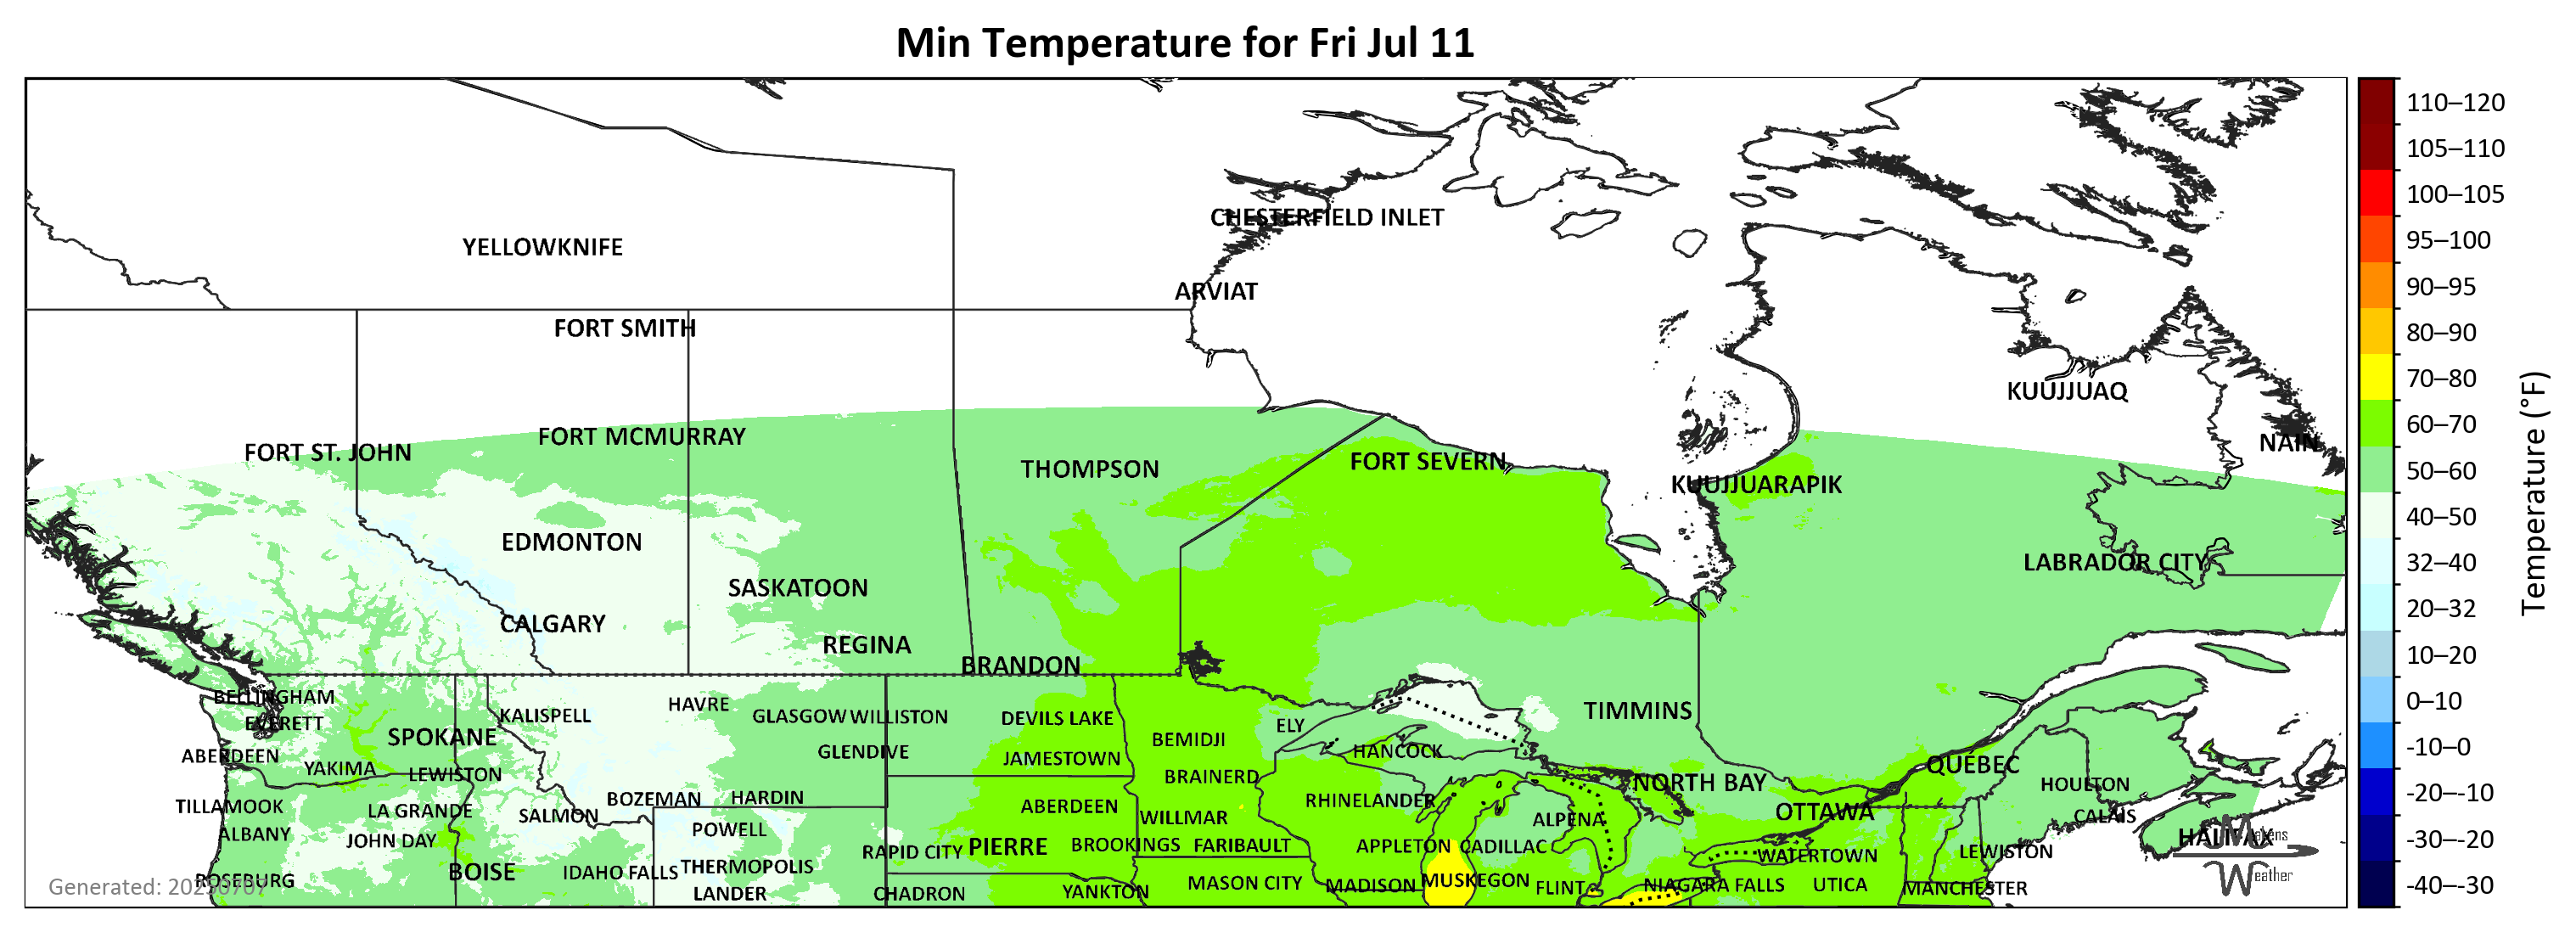 Min Temperature for Fri Jul 11
CHESTERFIELD INLET
YELLOWKNIFE
ARVIAT
FORT SMITH
KUUJJUAQ
FORT MCMURRAY
NAIN
FORT ST. JOHN
FORT SEVERN
THOMPSON
KUUJJUARAPIK
EDMONTON
LABRADOR CITY
SASKATOON
CALGARY
REGINA
BRANDON
BELLINGHAM
HAVRE
TIMMINS
KALISPELL
GLASGOW
WILLISTON
DEVILS LAKE
EVERETT
ELY
SPOKANE
BEMIDJI
ABERDEEN
GLENDIVE
JAMESTOWN
HANCOCK
QUÉBEC
YAKIMA
LEWISTON
BRAINERD
NORTH BAY
HOULTON
BOZEMAN
HARDIN
RHINELANDER
TILLAMOOK
LA GRANDE
ABERDEEN
OTTAWA
SALMON
WILLMAR
CALAIS
ALPENA
ALBANY
POWELL
JOHN DAY
HALIFAX
RAPID CITY
PIERRE
BROOKINGS
FARIBAULT
APPLETON
CADILLAC
WATERTOWN
LEWISTON
BOISE
IDAHO FALLS
THERMOPOLIS
ROSEBURG
MASON CITY
MADISON
MUSKEGON
FLINT
NIAGARA FALLS
UTICA
MANCHESTER
LANDER
CHADRON
YANKTON
Generated: 20250707
Makens
Weather
110–120
105–110
100–105
95–100
90–95
80–90
70–80
60–70
50–60
40–50
32–40
20–32
10–20
0–10
-10–0
-20–-10
-30–-20
-40–-30
Temperature (°F)